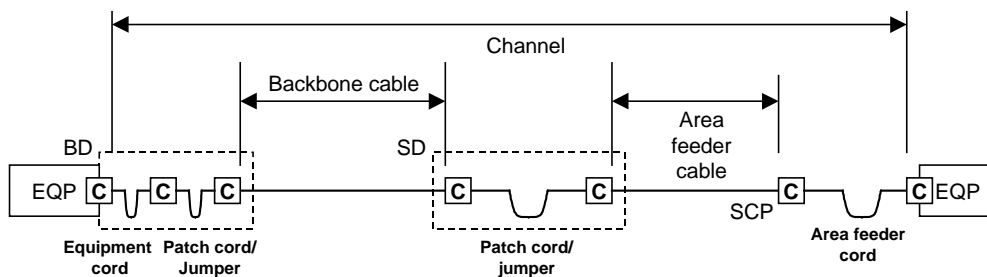 Channel
Backbone cable
Area
feeder
cable
BD
SD
EQP
C
C
C
C
C
C
C
EQP
SCP
Equipment
cord
Patch cord/
Jumper
Patch cord/
jumper
Area feeder
cord